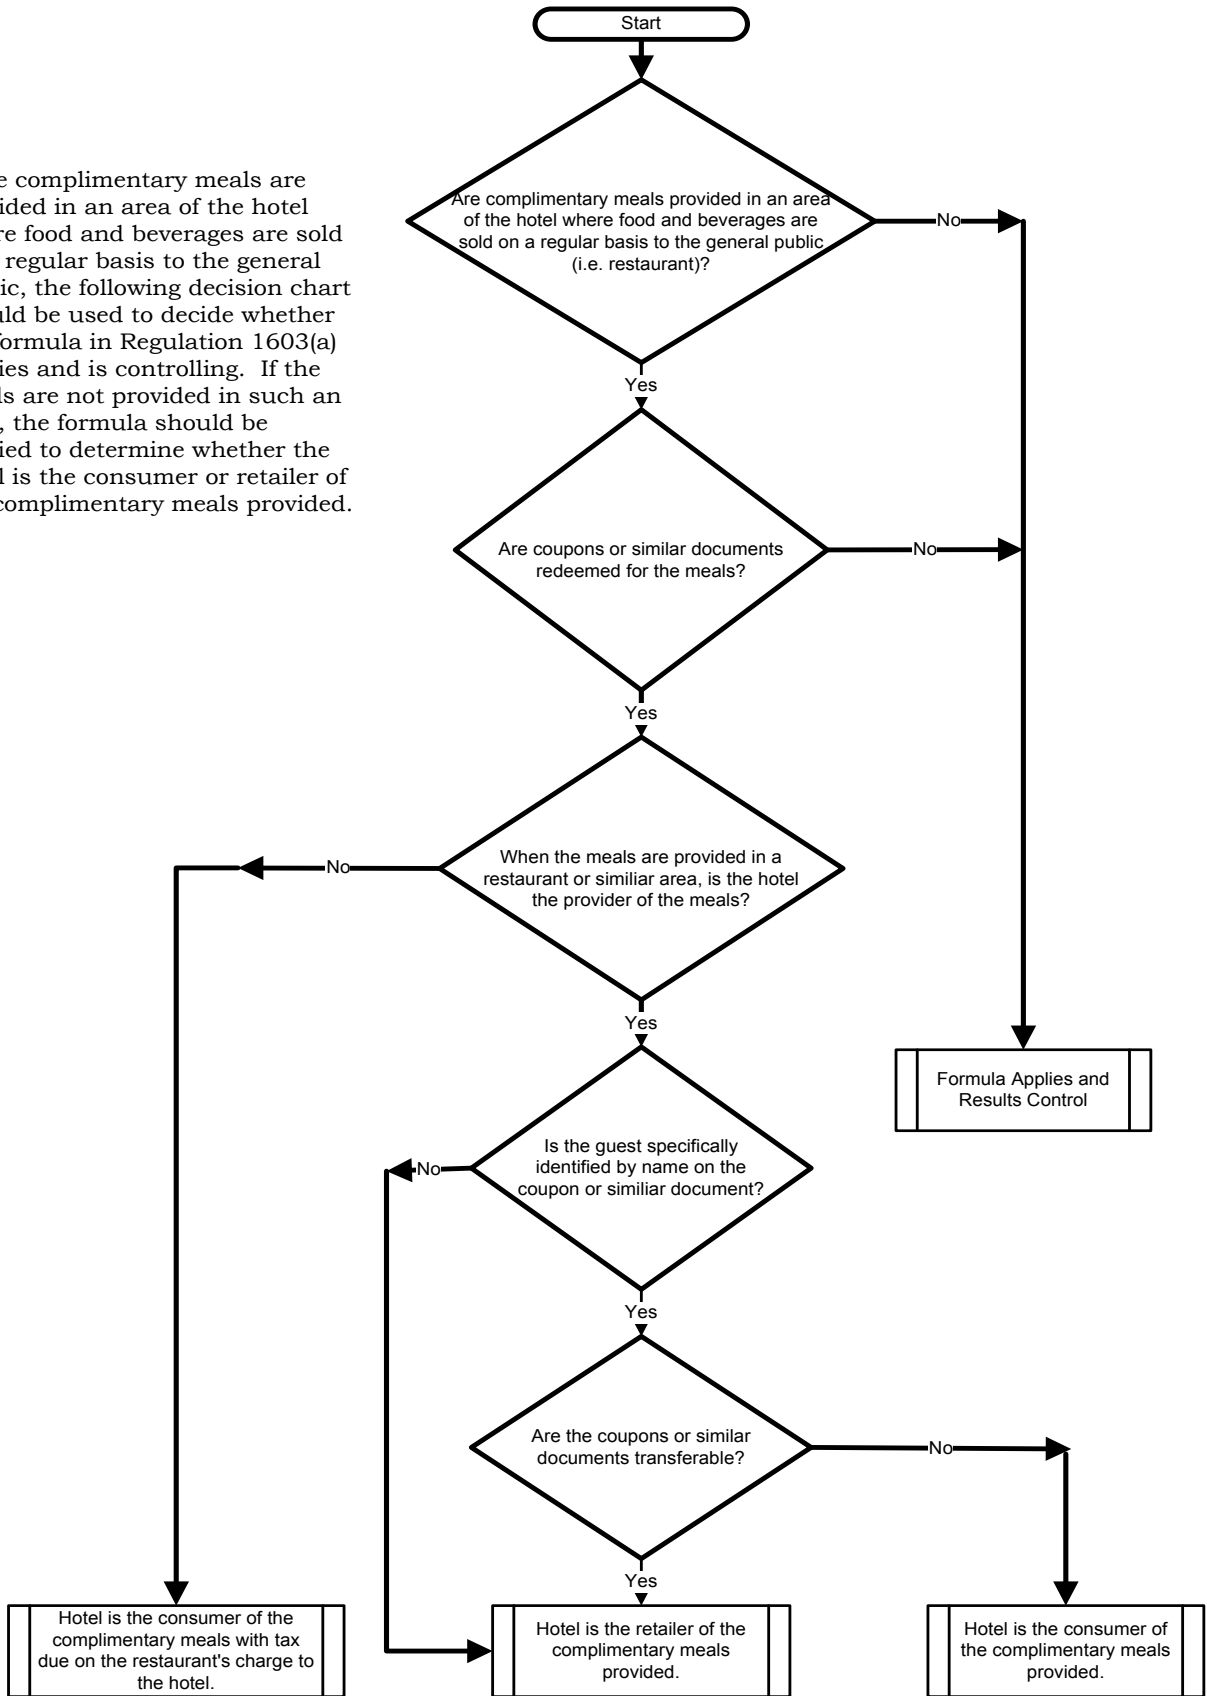 Start
e complimentary meals are
ided in an area of the hotel
re food and beverages are sold
regular basis to the general
ic, the following decision chart
uld be used to decide whether
formula in Regulation 1603(a)
ies and is controlling. If the
ls are not provided in such an
, the formula should be
ied to determine whether the
l is the consumer or retailer of
complimentary meals provided.
Are complimentary meals provided in an area
of the hotel where food and beverages are
sold on a regular basis to the general public
(i.e. restaurant)?
No
Yes
Are coupons or similar documents
redeemed for the meals?
No
Yes
When the meals are provided in a
restaurant or similiar area, is the hotel
the provider of the meals?
No
Yes
Formula Applies and
Results Control
Is the guest specifically
identified by name on the
coupon or similiar document?
No
Yes
Are the coupons or similar
documents transferable?
No
Yes
Hotel is the consumer of the
complimentary meals with tax
due on the restaurant's charge to
the hotel.
Hotel is the retailer of the
complimentary meals
provided.
Hotel is the consumer of
the complimentary meals
provided.